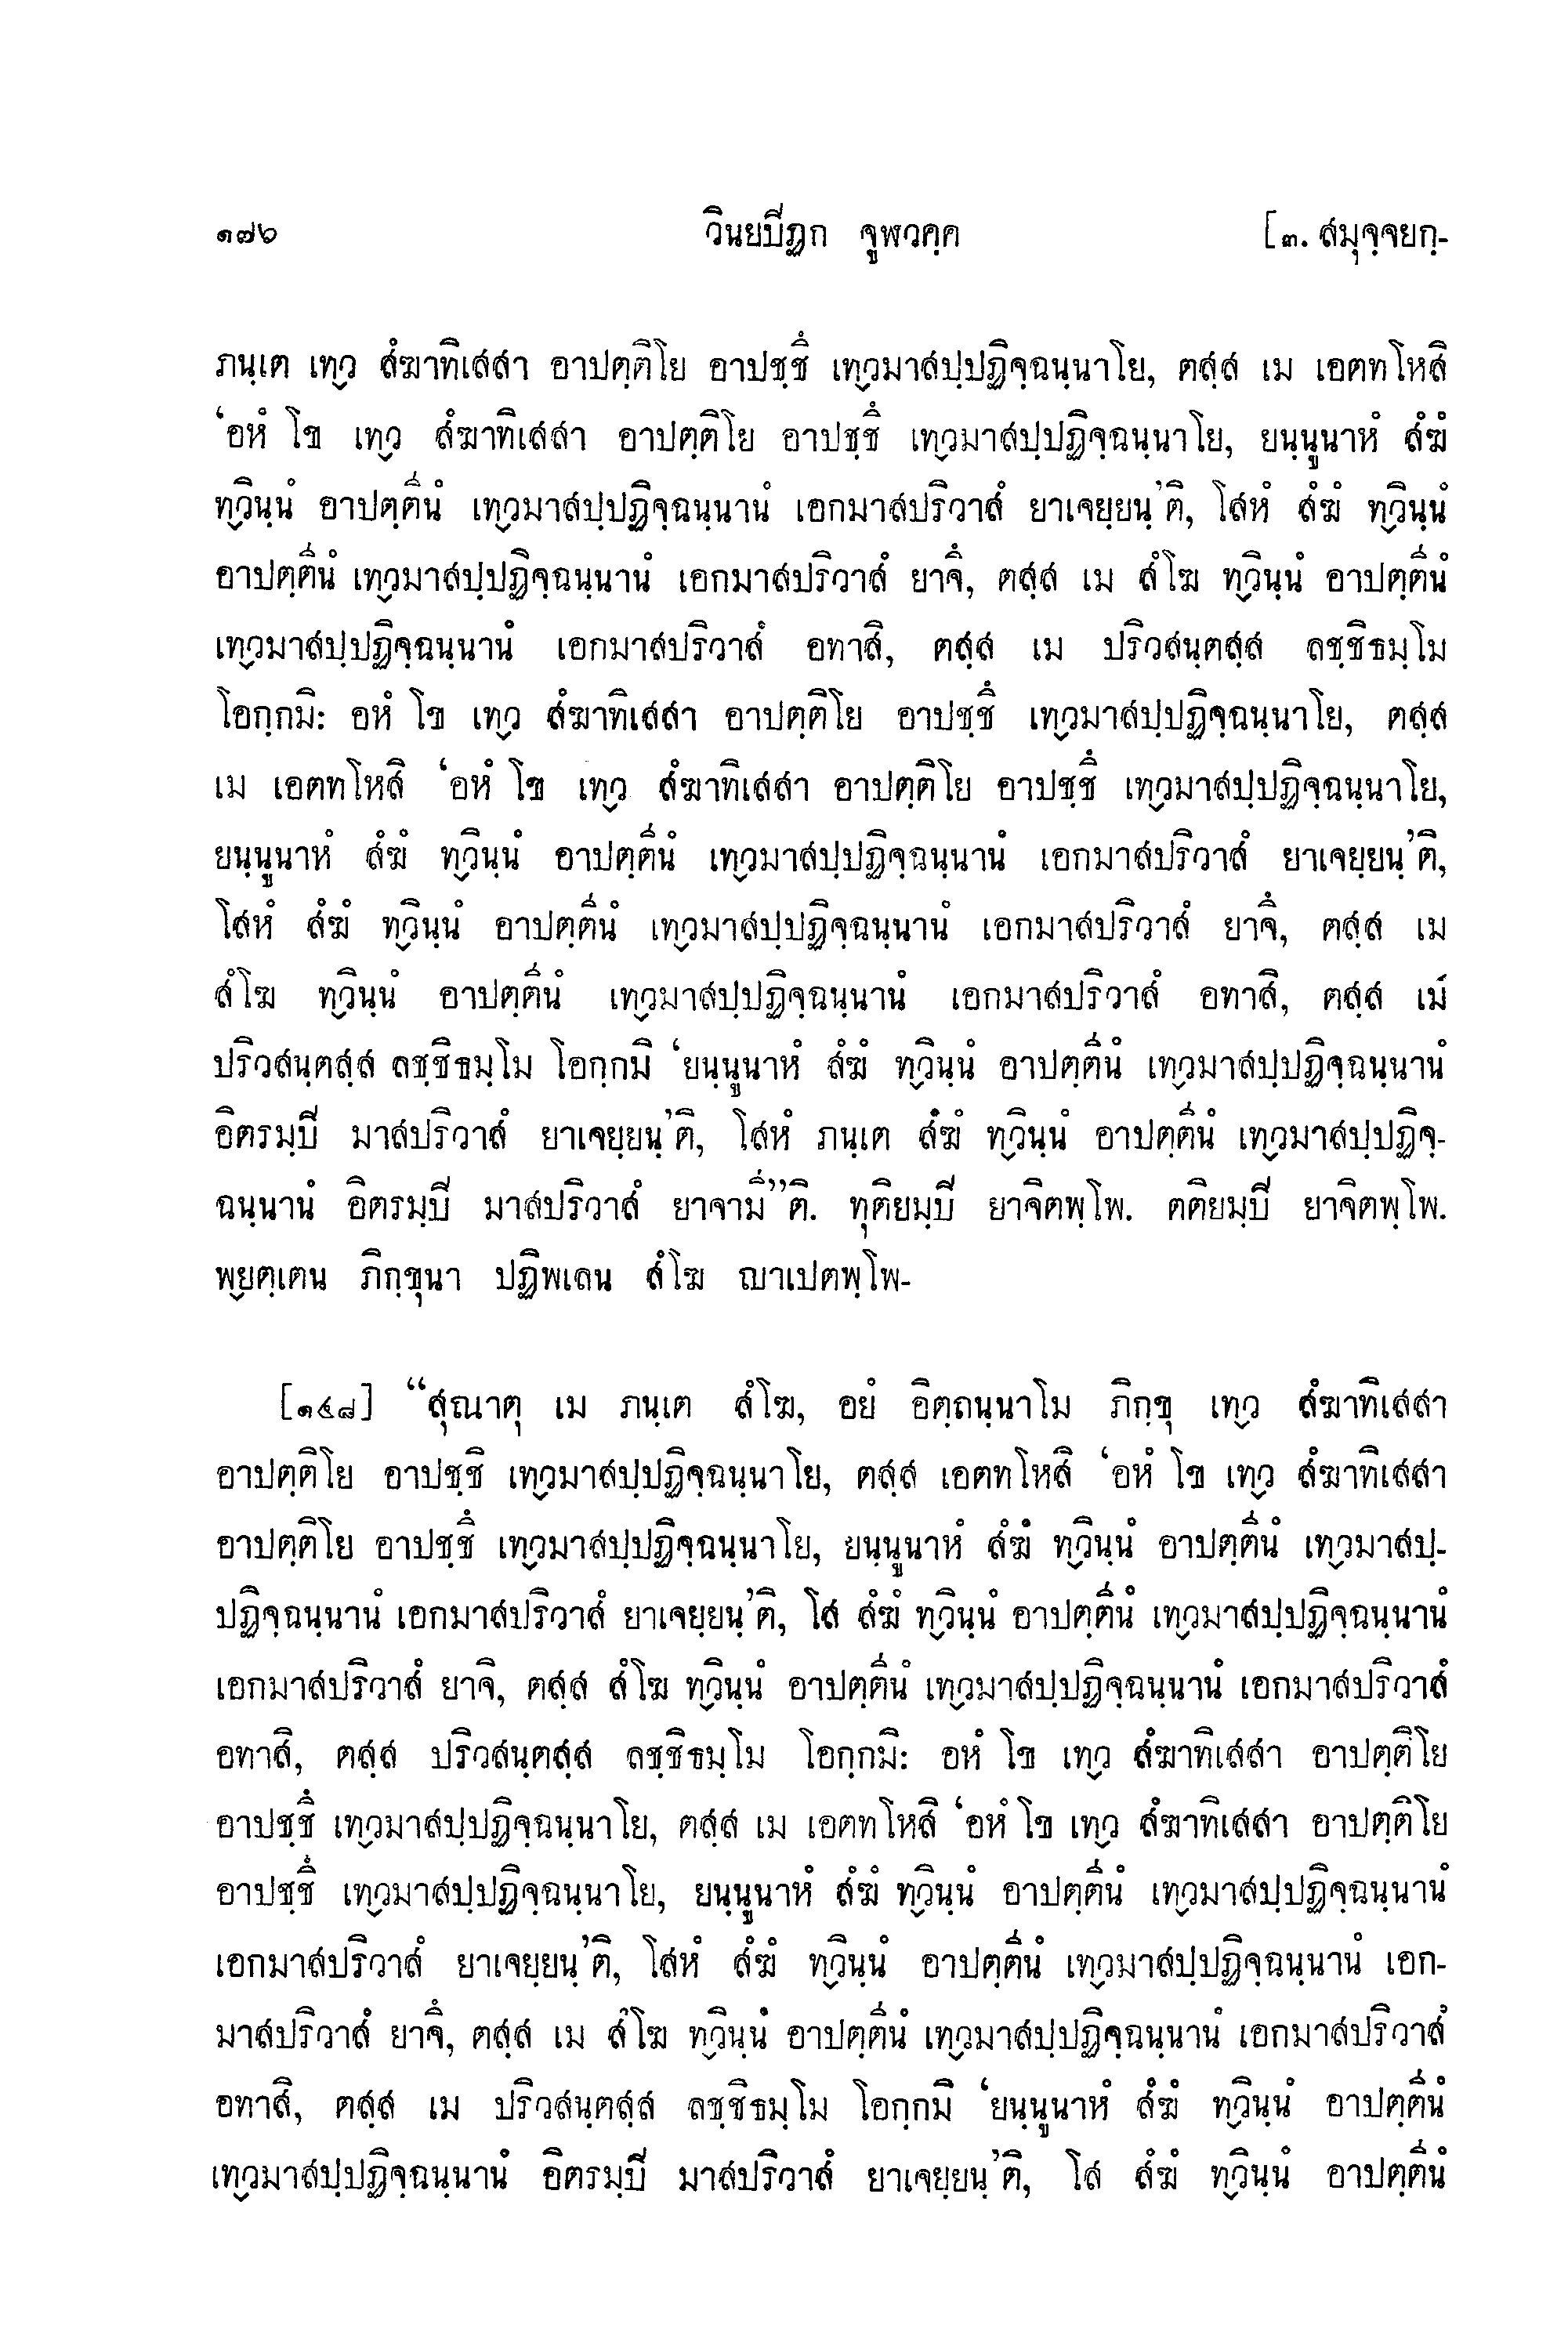 ๑๗๖ วินยปิฏก จูฬวคฺค [๓. สมุจฺจยกฺ-
ภนฺเต เทฺว สํฆาทิเสสา อาปตฺติโย อาปชฺชึ เทฺวมาสปฺปฏิจฺฉนฺนาโย, ตสฺส เม เอตทโหสิ
‘อหํ โข เทฺว สํฆาทิเสสา อาปตฺติโย อาปชฺชึ เทฺวมาสปฺปฏิจฺฉนฺนาโย, ยนฺนูนาหํ สํฆํ
ทฺวินฺนํ อาปตฺตีนํ เทฺวมาสปฺปฏิจฺฉนฺนานํ เอกมาสปริวาสํ ยาเจยฺยนฺ’ติ, โสหํ สํฆํ ทฺวินฺนํ
อาปตฺตีนํ เทฺวมาสปฺปฏิจฺฉนฺนานํ เอกมาสปริวาสํ ยาจึ, ตสฺส เม สํโฆ ทฺวินฺนํ อาปตฺตีนํ
เทฺวมาสปฺปฏิจฺฉนฺนานํ เอกมาสปริวาสํ อทาสิ, ตสฺส เม ปริวสนฺตสฺส ลชฺชิธมฺโม
โอกฺกมิ: อหํ โข เทฺว สํฆาทิเสสา อาปตฺติโย อาปชฺชึ เทฺวมาสปฺปฏิจฺฉนฺนาโย, ตสฺส
เม เอตทโหสิ ‘อหํ โข เทฺว สํฆาทิเสสา อาปตฺติโย อาปชฺชึ เทฺวมาสปฺปฏิจฺฉนฺนาโย,
ยนฺนูนาหํ สํฆํ ทฺวินฺนํ อาปตฺตีนํ เทฺวมาสปฺปฏิจฺฉนฺนานํ เอกมาสปริวาสํ ยาเจยฺยนฺ’ติ,
โสหํ สํฆํ ทฺวินฺนํ อาปตฺตีนํ เทฺวมาสปฺปฏิจฺฉนฺนานํ เอกมาสปริวาสํ ยาจึ, ตสฺส เม
สํโฆ ทฺวินฺนํ อาปตฺตีนํ เทฺวมาสปฺปฏิจฺฉนฺนานํ เอกมาสปริวาสํ อทาสิ, ตสฺส เม
ปริวสนฺตสฺส ลชฺชิธมฺโม โอกฺกมิ ‘ยนฺนูนาหํ สํฆํ ทฺวินฺนํ อาปตฺตีนํ เทฺวมาสปฺปฏิจฺฉนฺนานํ
อิตรมฺปิ มาสปริวาสํ ยาเจยฺยนฺ’ติ, โสหํ ภนฺเต สํฆํ ทฺวินฺนํ อาปตฺตีนํ เทฺวมาสปฺปฏิจฺ-
ฉนฺนานํ อิตรมฺปิ มาสปริวาสํ ยาจามี”ติ. ทุติยมฺปิ ยาจิตพฺโพ. ตติยมฺปิ ยาจิตพฺโพ.
พฺยตฺเตน ภิกฺขุนา ปฏิพเลน สํโฆ ญาเปตพฺโพ-
[๑๔๘] “สุณาตุ เม ภนฺเต สํโฆ, อยํ อิตฺถนฺนาโม ภิกฺขุ เทฺว สํฆาทิเสสา
อาปตฺติโย อาปชฺชิ เทฺวมาสปฺปฏิจฺฉนฺนาโย, ตสฺส เอตทโหสิ ‘อหํ โข เทฺว สํฆาทิเสสา
อาปตฺติโย อาปชฺชึ เทฺวมาสปฺปฏิจฺฉนฺนาโย, ยนฺนูนาหํ สํฆํ ทฺวินฺนํ อาปตฺตีนํ เทฺวมาสปฺ-
ปฏิจฺฉนฺนานํ เอกมาสปริวาสํ ยาเจยฺยนฺ’ติ, โส สํฆํ ทฺวินฺนํ อาปตฺตีนํ เทฺวมาสปฺปฏิจฺฉนฺนานํ
เอกมาสปริวาสํ ยาจิ, ตสฺส สํโฆ ทฺวินฺนํ อาปตฺตีนํ เทฺวมาสปฺปฏิจฺฉนฺนานํ เอกมาสปริวาสํ
อทาสิ, ตสฺส ปริวสนฺตสฺส ลชฺชิธมฺโม โอกฺกมิ: อหํ โข เทฺว สํฆาทิเสสา อาปตฺติโย
อาปชฺชึ เทฺวมาสปฺปฏิจฺฉนฺนาโย, ตสฺส เม เอตทโหสิ ‘อหํ โข เทฺว สํฆาทิเสสา อาปตฺติโย
อาปชฺชึ เทฺวมาสปฺปฏิจฺฉนฺนาโย, ยนฺนูนาหํ สํฆํ ทฺวินฺนํ อาปตฺตีนํ เทฺวมาสปฺปฏิจฺฉนฺนานํ
เอกมาสปริวาสํ ยาเจยฺยนฺ’ติ, โสหํ สํฆํ ทฺวินฺนํ อาปตฺตีนํ เทฺวมาสปฺปฏิจฺฉนฺนานํ เอก-
มาสปริวาสํ ยาจึ, ตสฺส เม สํโฆ ทฺวินฺนํ อาปตฺตีนํ เทฺวมาสปฺปฏิจฺฉนฺนานํ เอกมาสปริวาสํ
อทาสิ, ตสฺส เม ปริวสนฺตสฺส ลชฺชิธมฺโม โอกฺกมิ ‘ยนฺนูนาหํ สํฆํ ทฺวินฺนํ อาปตฺตีนํ
เทฺวมาสปฺปฏิจฺฉนฺนานํ อิตรมฺปิ มาสปริวาสํ ยาเจยฺยนฺ’ติ, โส สํฆํ ทฺวินฺนํ อาปตฺตีนํ